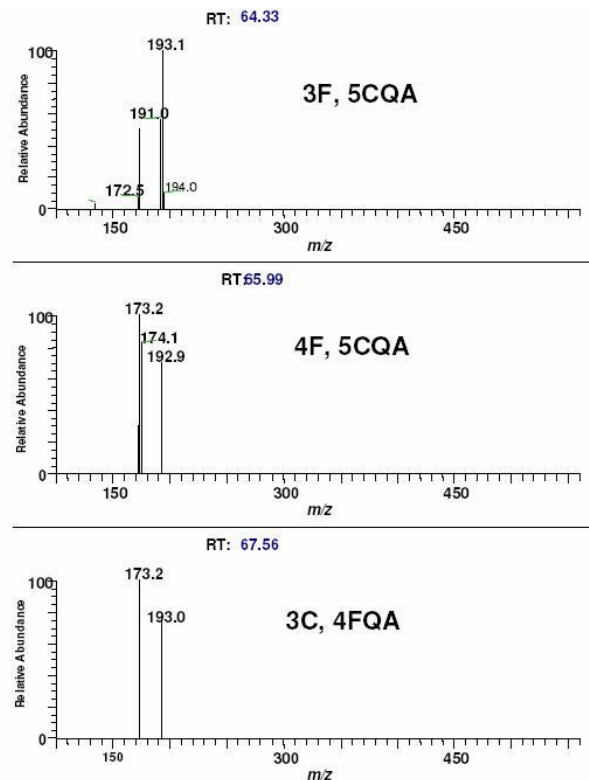 RT: 64.33
100
193.1
3F, 5CQA
191.0
172.5
194.0
Relative Abundance
0
150
300
450
m/z
RT:65.99
100
173.2
174.1
192.9
4F, 5CQA
Relative Abundance
0
150
300
450
m/z
RT: 67.56
100
173.2
193.0
3C, 4FQA
Relative Abundance
0
150
300
450
m/z